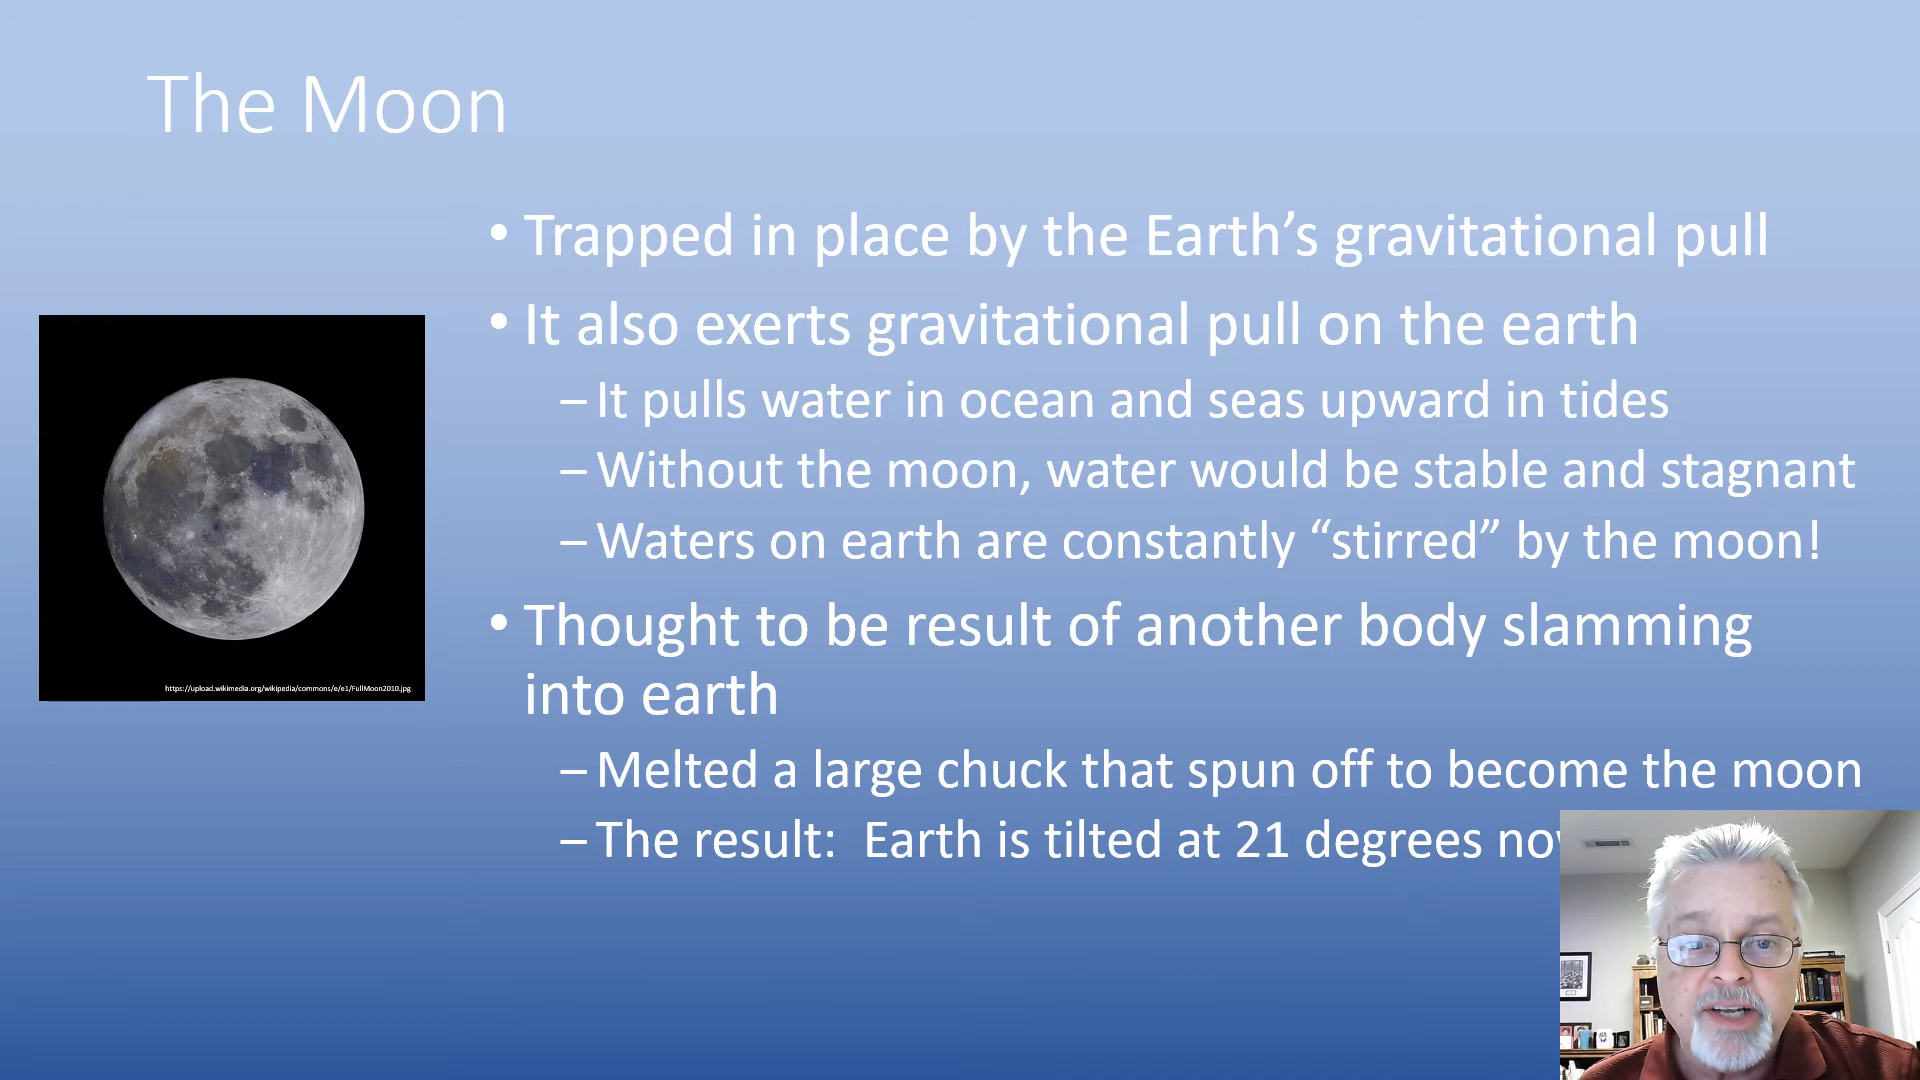 The Moon
• Trapped in place by the Earth’s gravitational pull
• It also exerts gravitational pull on the earth
– It pulls water in ocean and seas upward in tides
– Without the moon, water would be stable and stagnant
– Waters on earth are constantly “stirred” by the moon!
• Thought to be result of another body slamming
into earth
– Melted a large chuck that spun off to become the moon
– The result:  Earth is tilted at 21 degrees
https://upload.wikimedia.org/wikipedia/commons/e/e1/FullMoon2010.jpg